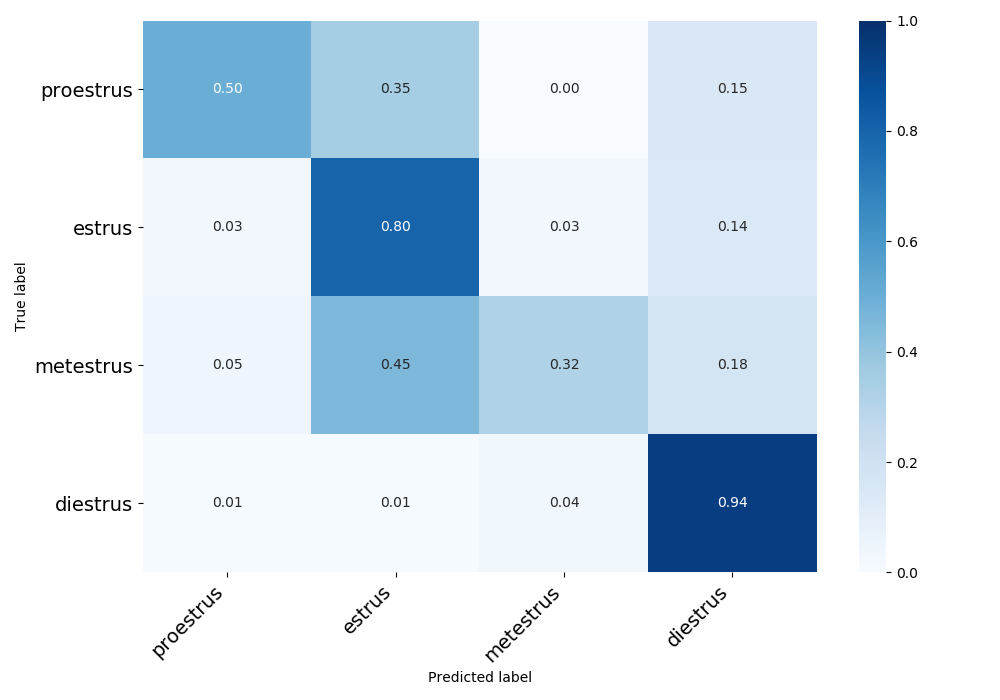 proestrus 0.50 0.35 0.00 0.15
estrus 0.03 0.80 0.03 0.14
metestrus 0.05 0.45 0.32 0.18
diestrus 0.01 0.01 0.04 0.94
True label
proestrus estrus metestrus diestrus
Predicted label
1.0
0.8
0.6
0.4
0.2
0.0